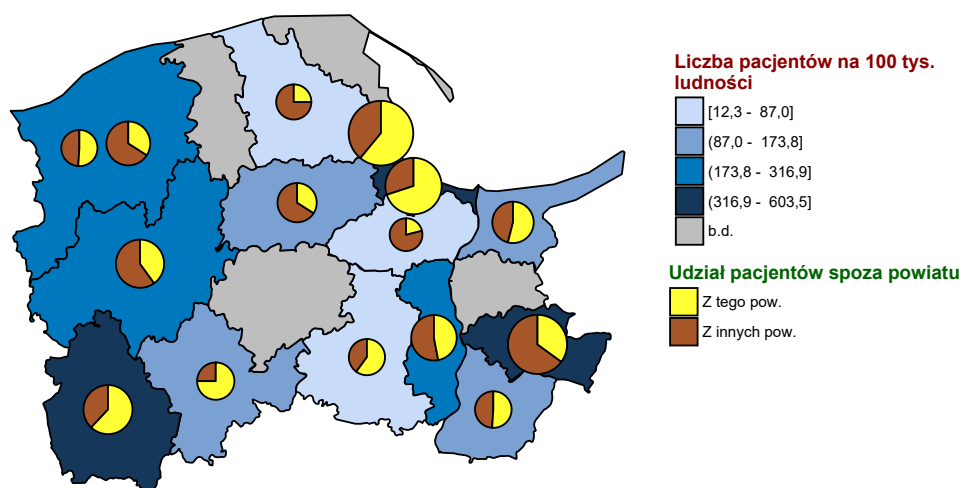 Liczba pacjentów na 100 tys.
ludności
[12,3 - 87,0]
(87,0 - 173,8]
(173,8 - 316,9]
(316,9 - 603,5]
b.d.
Udział pacjentów spoza powiatu
Z tego pow.
Z innych pow.